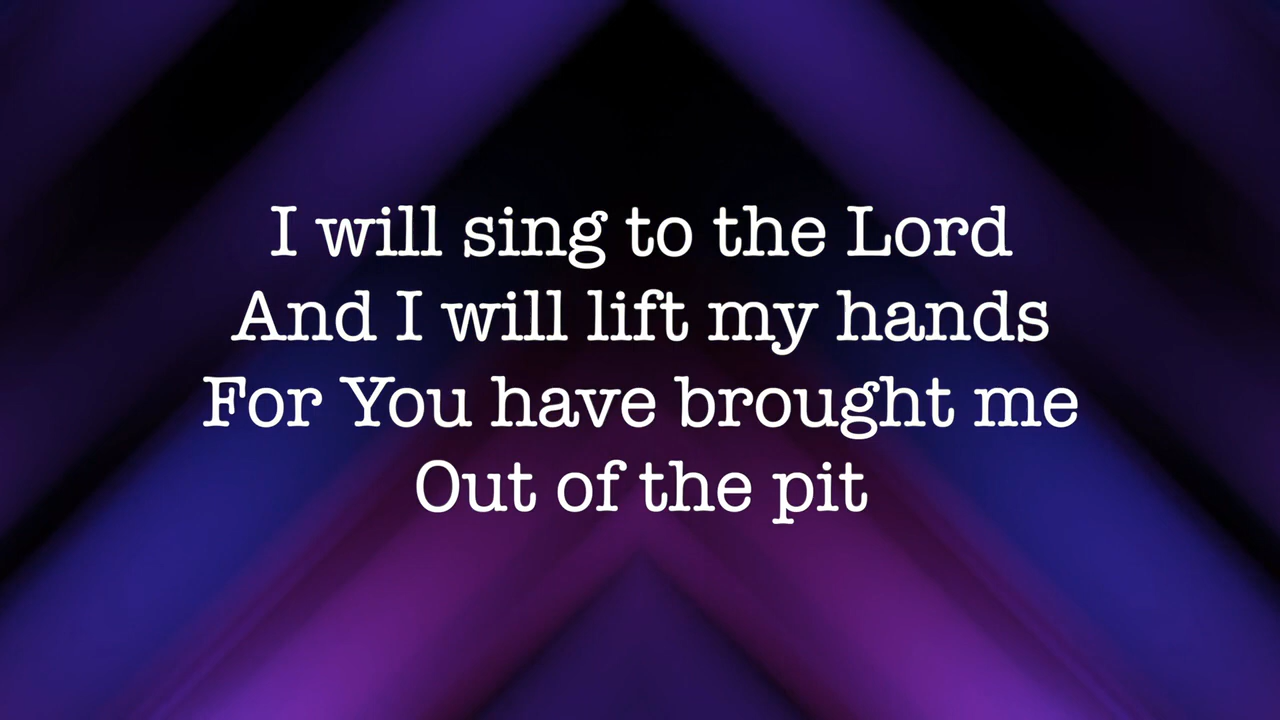 I will sing to the Lord
And I will lift my hands
For You have brought me
Out of the pit